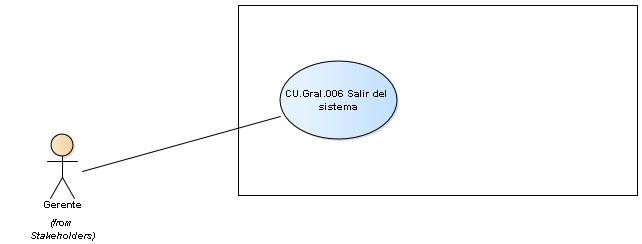 CU.Gral.006 Salir del
sistema
Gerente
(from
Stakeholders)